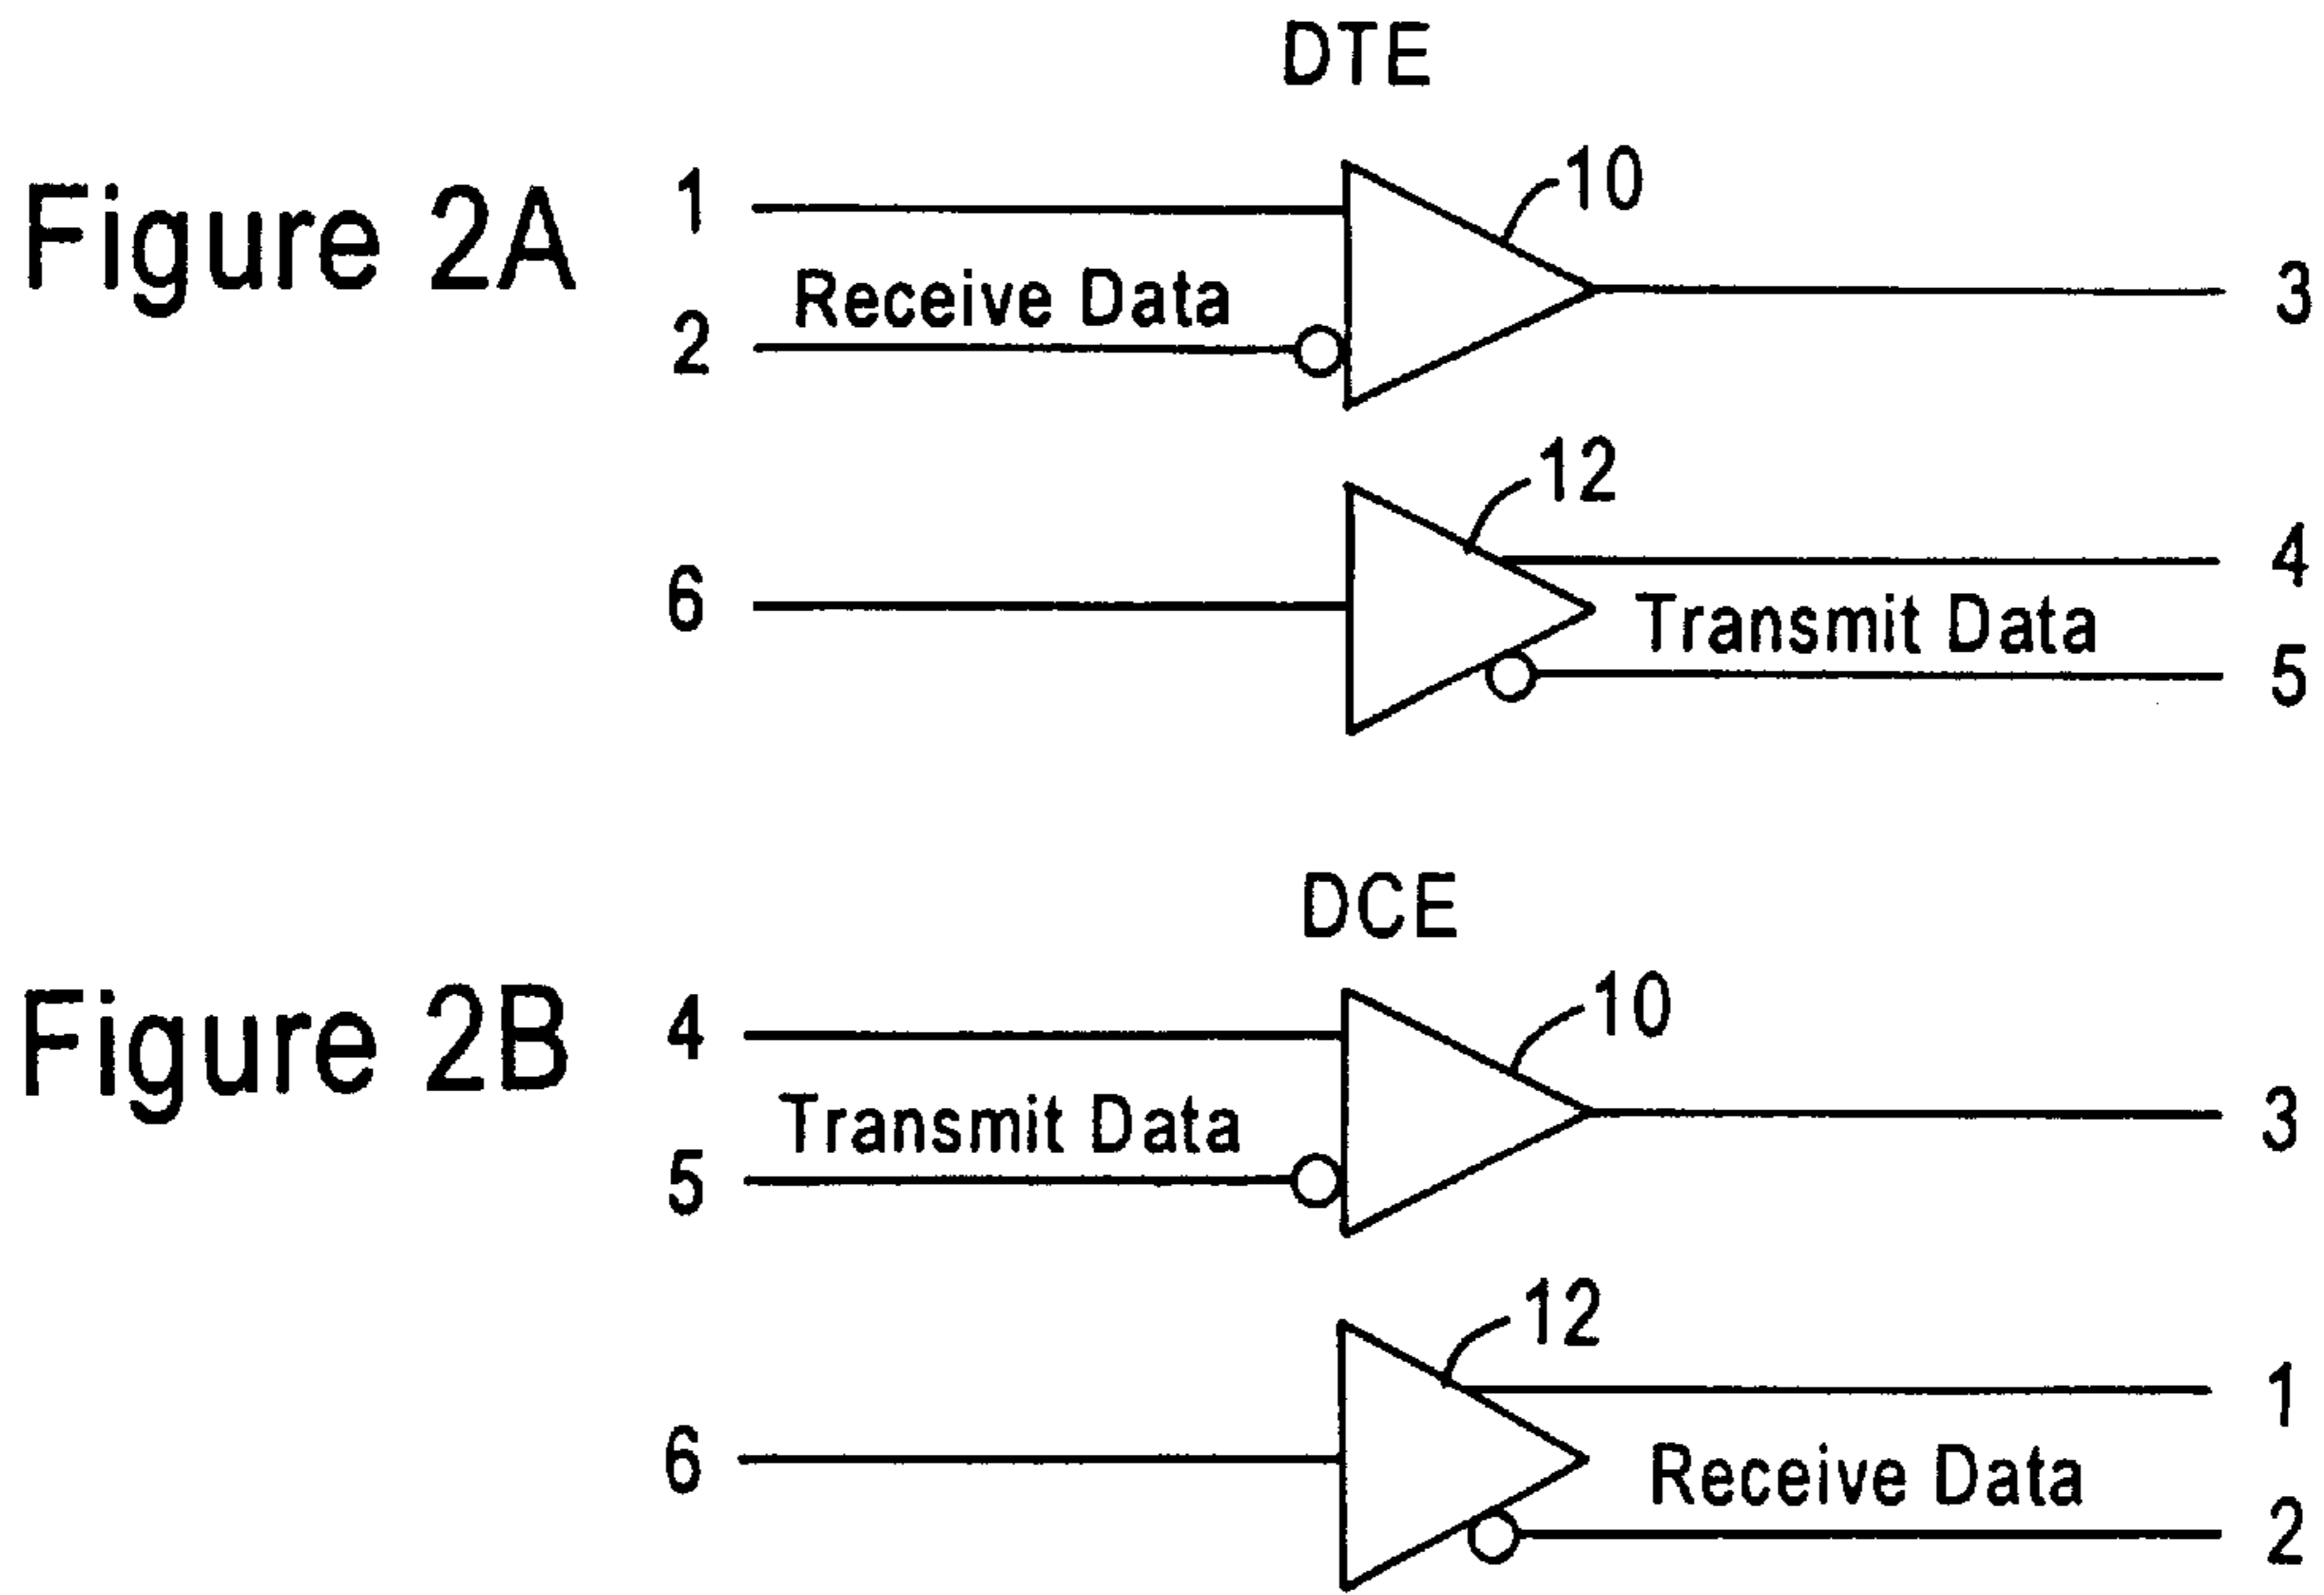 DTE
Figure 2A
1
10
Receive Data
2
3
12
6
4
Transmit Data
5
DCE
Figure 2B
4
10
Transmit Data
5
3
12
6
1
Receive Data
2